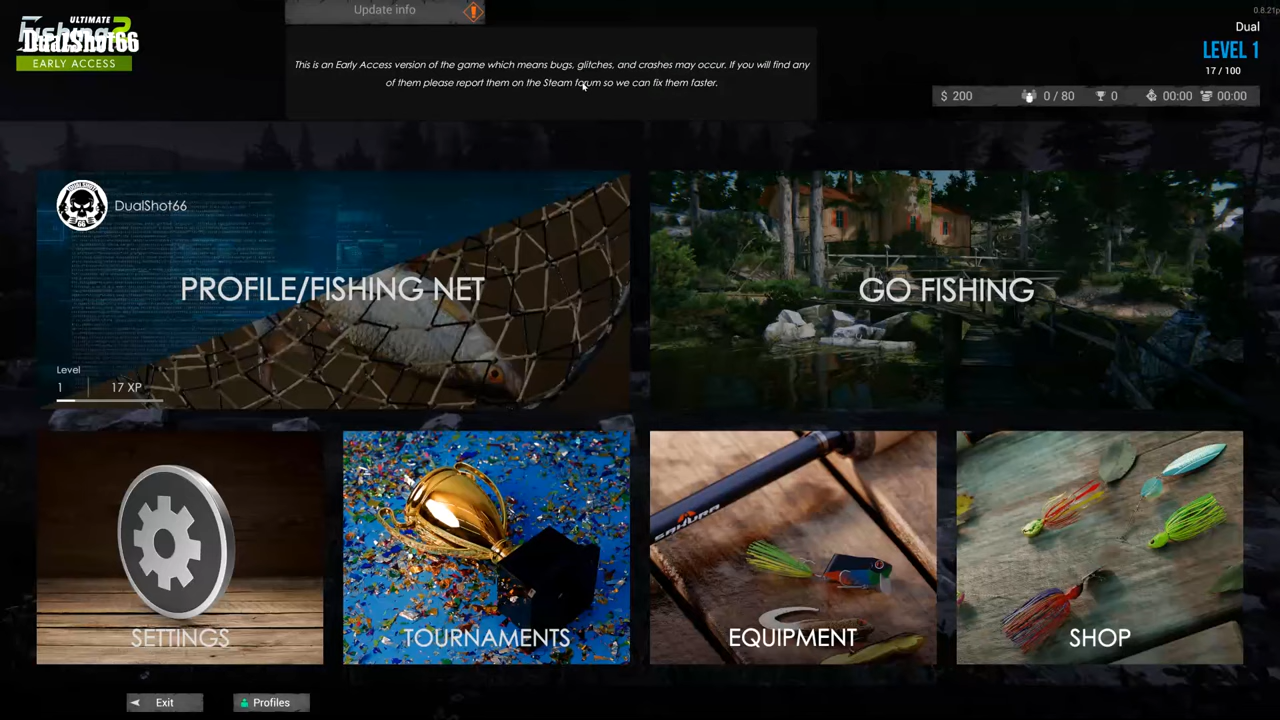 Update info
0.8.21p
ULTIMATE
Fishing 2
DualShot66
EARLY ACCESS
This is an Early Access version of the game which means bugs, glitches, and crashes may occur. If you will find any
of them please report them on the Steam forum so we can fix them faster.
Dual
LEVEL 1
17 / 100
$ 200
0 / 80
0
00:00
00:00
DualShot66
PROFILE/FISHING NET
Level
1
17 XP
GO FISHING
SETTINGS
TOURNAMENTS
SAKURA
EQUIPMENT
SHOP
Exit
Profiles